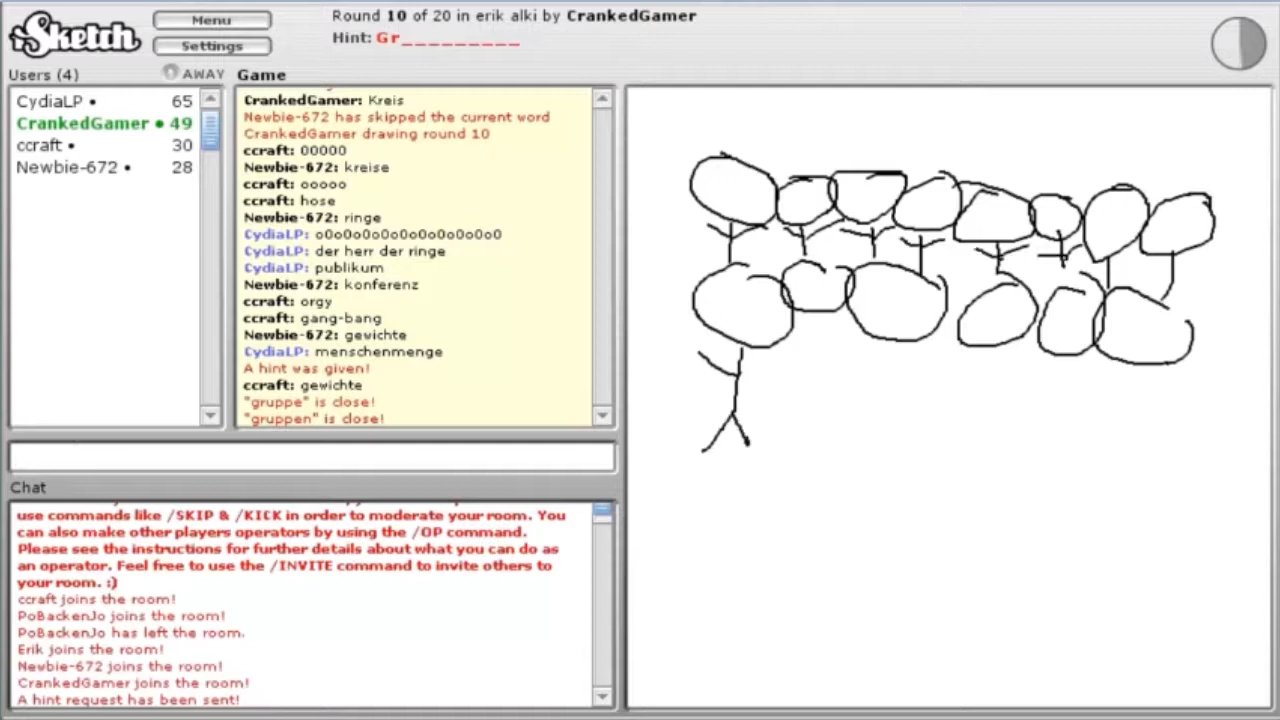 iSketch
Menu
Settings
Round 10 of 20 in erik alki by CrankedGamer
Hint: Gr_________
Users (4)
AWAY
CydiaLP • 65
CrankedGamer • 49
ccraft • 30
Newbie-672 • 28
Game
CrankedGamer: Kreis
Newbie-672 has skipped the current word
CrankedGamer drawing round 10
ccraft: 00000
Newbie-672: kreise
ccraft: ooooo
ccraft: hose
Newbie-672: ringe
CydiaLP: o0o0o0o0o0o0o0o0o0o0
CydiaLP: der herr der ringe
CydiaLP: publikum
Newbie-672: konferenz
ccraft: orgy
ccraft: gang-bang
Newbie-672: gewichte
CydiaLP: menschenmenge
A hint was given!
ccraft: gewichte
"gruppe" is close!
"gruppen" is close!
Chat
use commands like /SKIP & /KICK in order to moderate your room. You
can also make other players operators by using the /OP command.
Please see the instructions for further details about what you can do as
an operator. Feel free to use the /INVITE command to invite others to
your room. :)
ccraft joins the room!
PoBackenJo joins the room!
PoBackenJo has left the room.
Erik joins the room!
Newbie-672 joins the room!
CrankedGamer joins the room!
A hint request has been sent!